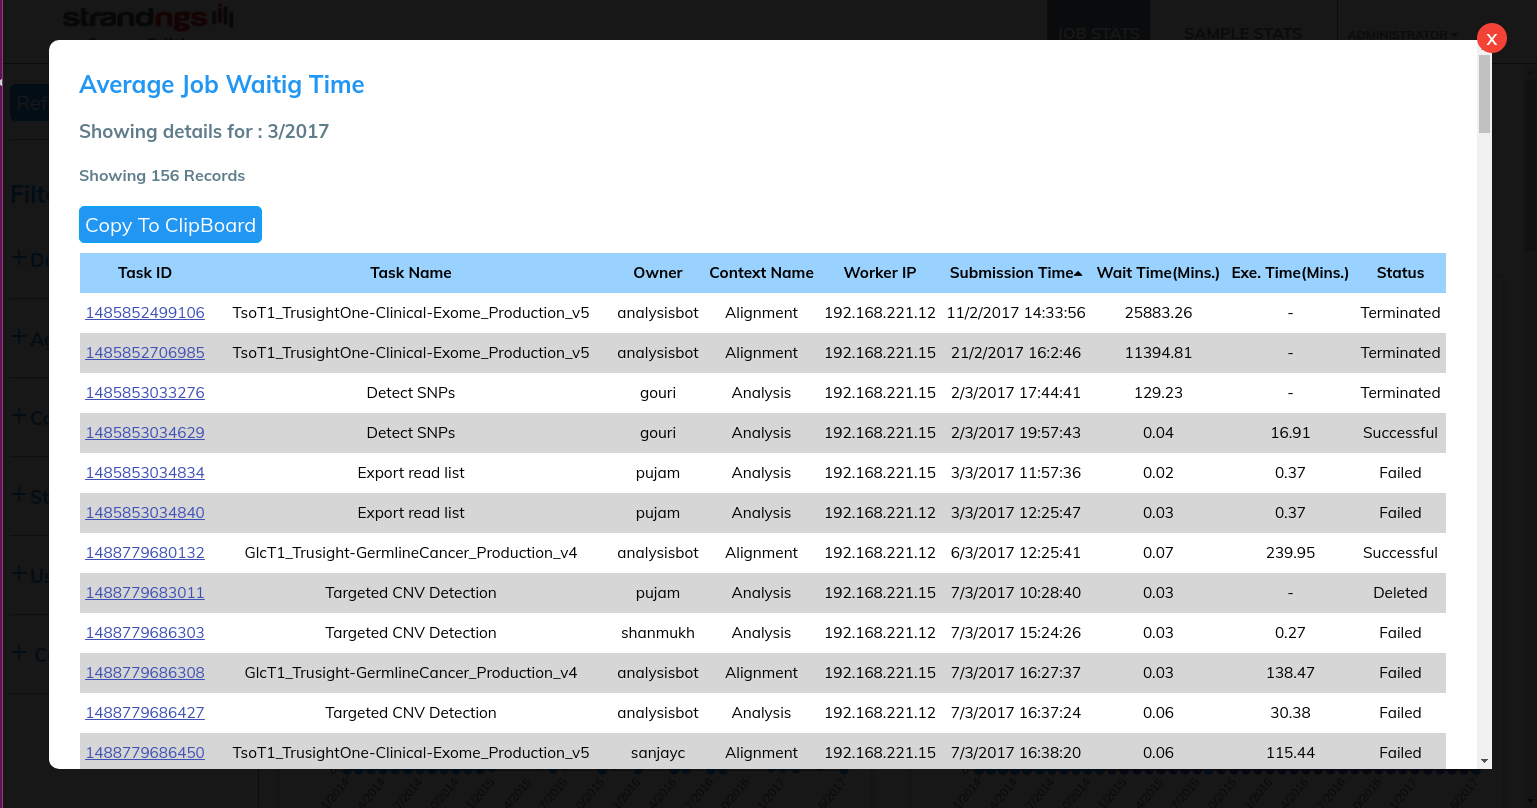 strandngs
JOB STATS SAMPLE STATS ADMINISTRATOR
X
Average Job Waitig Time
Showing details for : 3/2017
Showing 156 Records
Copy To ClipBoard
Task ID Task Name Owner Context Name Worker IP Submission Time Wait Time(Mins.) Exe. Time(Mins.) Status
1485852499106 TsoT1_TrusightOne-Clinical-Exome_Production_v5 analysisbot Alignment 192.168.221.12 11/2/2017 14:33:56 25883.26 - Terminated
1485852706985 TsoT1_TrusightOne-Clinical-Exome_Production_v5 analysisbot Alignment 192.168.221.15 21/2/2017 16:2:46 11394.81 - Terminated
1485853033276 Detect SNPs gouri Analysis 192.168.221.12 2/3/2017 17:44:41 129.23 - Terminated
1485853034629 Detect SNPs gouri Analysis 192.168.221.15 2/3/2017 19:57:43 0.04 16.91 Successful
1485853034834 Export read list pujam Analysis 192.168.221.15 3/3/2017 11:57:36 0.02 0.37 Failed
1485853034840 Export read list pujam Analysis 192.168.221.12 3/3/2017 12:25:47 0.03 0.37 Failed
1488779680132 GlcT1_Trusight-GermlineCancer_Production_v4 analysisbot Alignment 192.168.221.12 6/3/2017 12:25:41 0.07 239.95 Successful
1488779683011 Targeted CNV Detection pujam Analysis 192.168.221.15 7/3/2017 10:28:40 0.03 - Deleted
1488779686303 Targeted CNV Detection shanmukh Analysis 192.168.221.12 7/3/2017 15:24:26 0.03 0.27 Failed
1488779686308 GlcT1_Trusight-GermlineCancer_Production_v4 analysisbot Alignment 192.168.221.15 7/3/2017 16:27:37 0.03 138.47 Failed
1488779686427 Targeted CNV Detection analysisbot Analysis 192.168.221.12 7/3/2017 16:37:24 0.06 30.38 Failed
1488779686450 TsoT1_TrusightOne-Clinical-Exome_Production_v5 sanjayc Alignment 192.168.221.15 7/3/2017 16:38:20 0.06 115.44 Failed